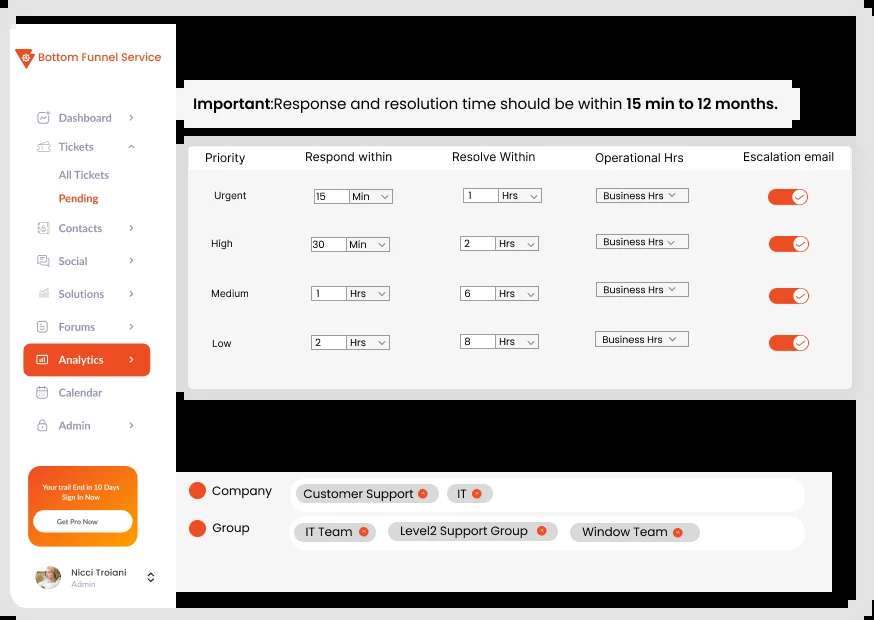 Bottom Funnel Service
Dashboard
Tickets
All Tickets
Pending
Contacts
Social
Solutions
Forums
Analytics
Calendar
Admin
Your trail End in 10 Days
Sign In Now
Get Pro Now
Nicci Troiani
Admin
Important:Response and resolution time should be within 15 min to 12 months.
Priority Respond within Resolve Within Operational Hrs Escalation email
Urgent 15 Min 1 Hrs Business Hrs
High 30 Min 2 Hrs Business Hrs
Medium 1 Hrs 6 Hrs Business Hrs
Low 2 Hrs 8 Hrs Business Hrs
Company Customer Support IT
Group IT Team Level2 Support Group Window Team